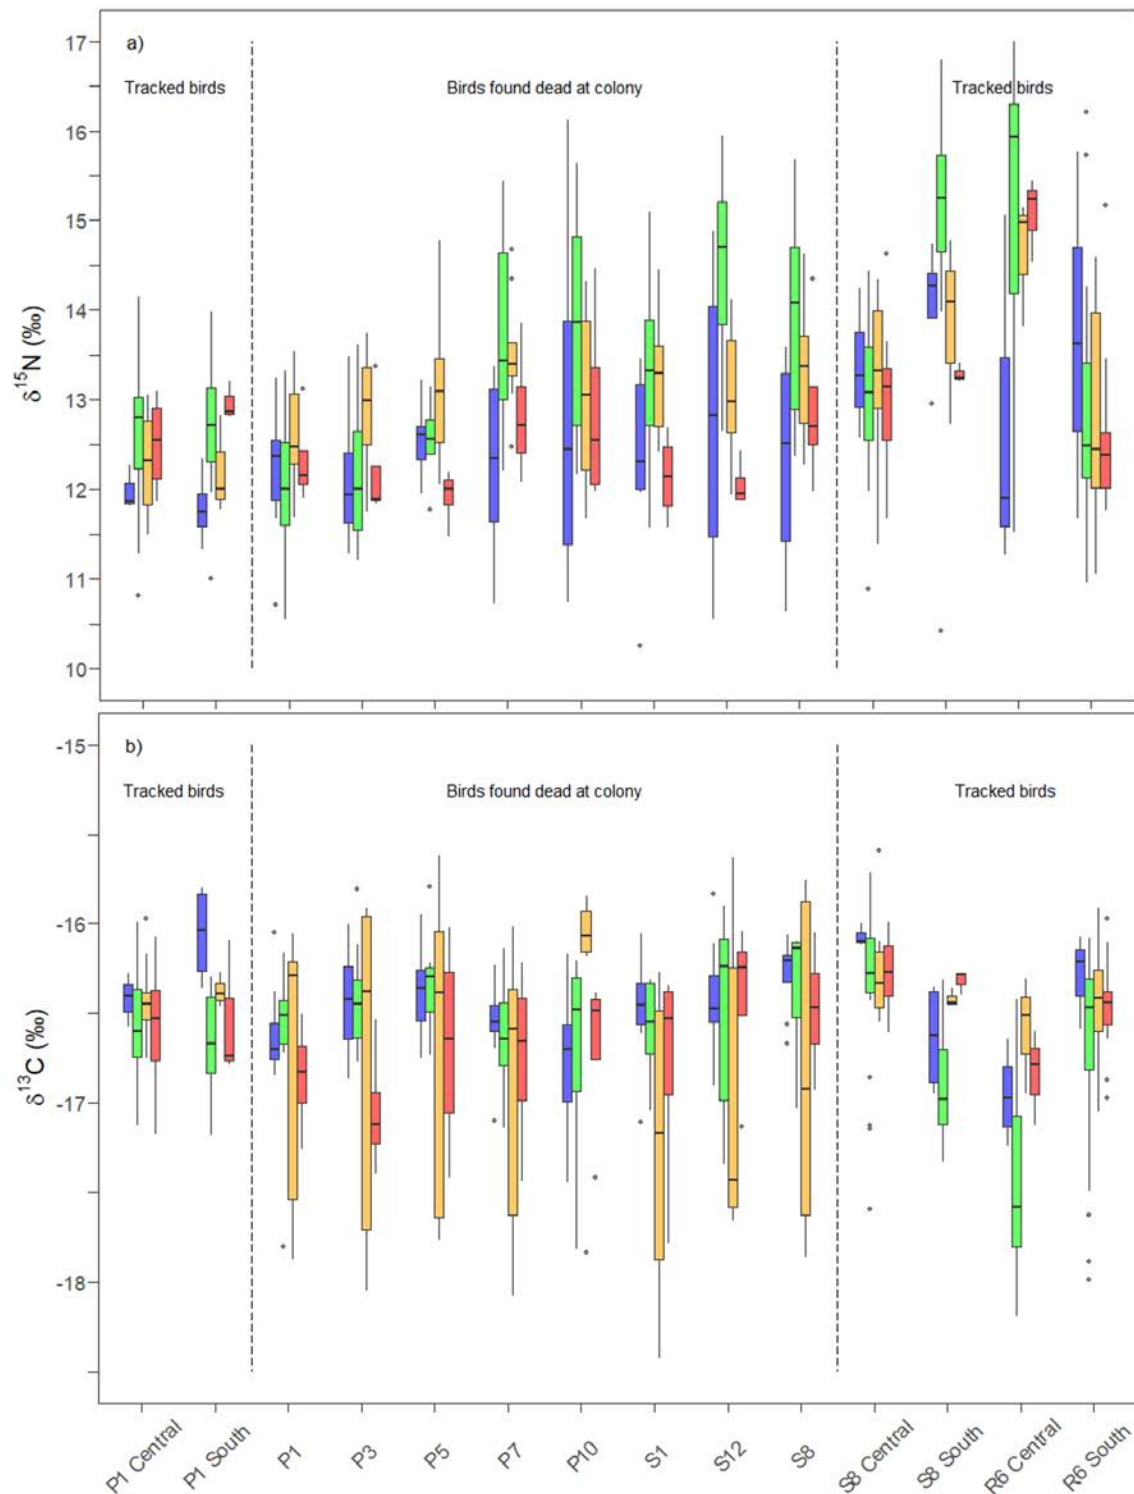 a)
Tracked birds
Birds found dead at colony
Tracked birds
17
16
15
14
13
12
11
10
δ¹⁵N (‰)
b)
Tracked birds
Birds found dead at colony
Tracked birds
-15
-16
-17
-18
δ¹³C (‰)
P1 Central
P1 South
P1
P3
P5
P7
P10
S1
S12
S8
S8 Central
S8 South
R6 Central
R6 South